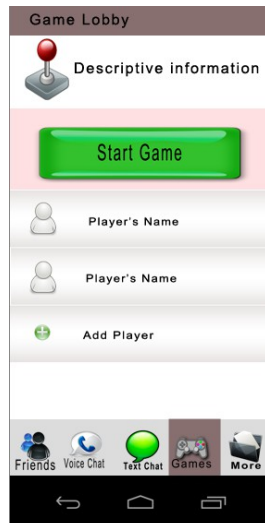 Game Lobby
Descriptive information
Start Game
Player's Name
Player's Name
Add Player
Friends Voice Chat Text Chat Games More